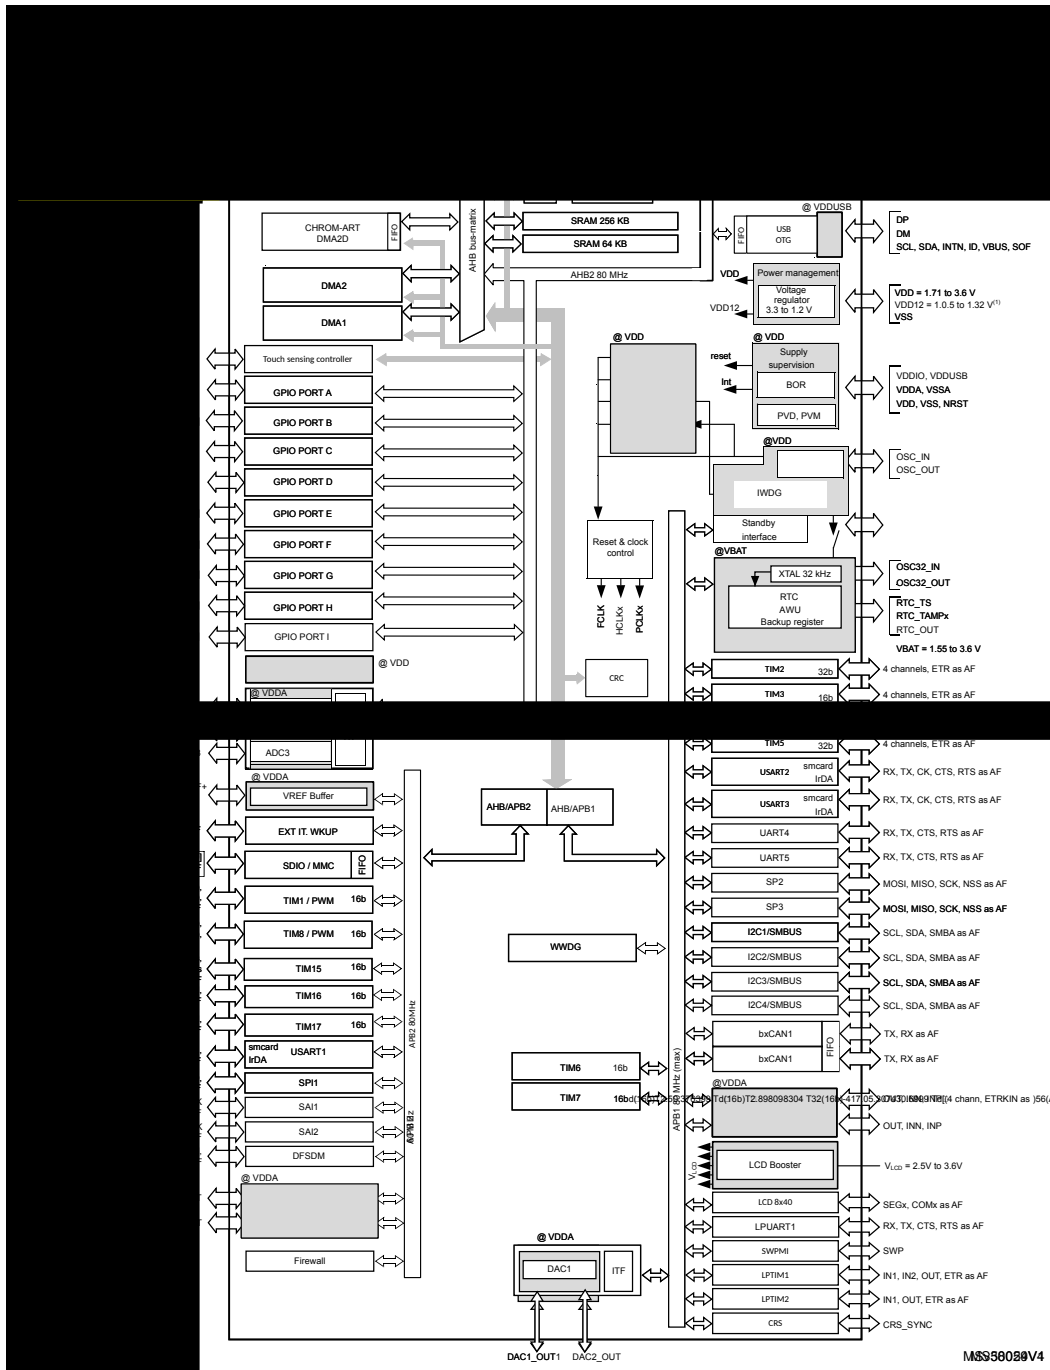 @ VDDUSB
CHROM-ART
DMA2D
FIFO
AHB bus-matrix
SRAM 256 KB
SRAM 64 KB
AHB2 80 MHz
FIFO
USB
OTG
DP
DM
SCL, SDA, INTN, ID, VBUS, SOF
DMA2
DMA1
VDD
VDD12
Power management
Voltage
regulator
3.3 to 1.2 V
VDD = 1.71 to 3.6 V
VDD12 = 1.0.5 to 1.32 V(1)
VSS
Touch sensing controller
@ VDD
@ VDD
reset
Int
Supply
supervision
BOR
PVD, PVM
VDDIO, VDDUSB
VDDA, VSSA
VDD, VSS, NRST
GPIO PORT A
GPIO PORT B
GPIO PORT C
GPIO PORT D
GPIO PORT E
GPIO PORT F
GPIO PORT G
GPIO PORT H
GPIO PORT I
@VDD
IWDG
OSC_IN
OSC_OUT
Standby
interface
Reset & clock
control
FCLK
HCLKx
PCLKx
@VBAT
XTAL 32 kHz
RTC
AWU
Backup register
OSC32_IN
OSC32_OUT
RTC_TS
RTC_TAMPx
RTC_OUT
VBAT = 1.55 to 3.6 V
@ VDD
@ VDDA
CRC
TIM2 32b
4 channels, ETR as AF
TIM3 16b
4 channels, ETR as AF
TIM5 32b
4 channels, ETR as AF
ADC3
@ VDDA
VREF Buffer
AHB/APB2
AHB/APB1
USART2
smcard
IrDA
RX, TX, CK, CTS, RTS as AF
USART3
smcard
IrDA
RX, TX, CK, CTS, RTS as AF
EXT IT. WKUP
UART4
RX, TX, CTS, RTS as AF
SDIO / MMC
FIFO
UART5
RX, TX, CTS, RTS as AF
TIM1 / PWM 16b
SP2
MOSI, MISO, SCK, NSS as AF
SP3
MOSI, MISO, SCK, NSS as AF
TIM8 / PWM 16b
WWDG
I2C1/SMBUS
SCL, SDA, SMBA as AF
TIM15 16b
I2C2/SMBUS
SCL, SDA, SMBA as AF
TIM16 16b
I2C3/SMBUS
SCL, SDA, SMBA as AF
I2C4/SMBUS
SCL, SDA, SMBA as AF
TIM17 16b
APB2 80MHz
bxCAN1
FIFO
TX, RX as AF
smcard
IrDA
USART1
bxCAN1
TX, RX as AF
TIM6 16b
TIM7 16b
APB1 80 MHz (max)
SPI1
SAI1
SAI2
DFSDM
@VDDA
OUT, INN, INP
LCD Booster
VLCD
VLCD = 2.5V to 3.6V
@ VDDA
LCD 8x40
SEGx, COMx as AF
LPUART1
RX, TX, CTS, RTS as AF
Firewall
@ VDDA
DAC1
ITF
SWPMI
SWP
LPTIM1
IN1, IN2, OUT, ETR as AF
LPTIM2
IN1, OUT, ETR as AF
CRS
CRS_SYNC
DAC1_OUT1
DAC2_OUT